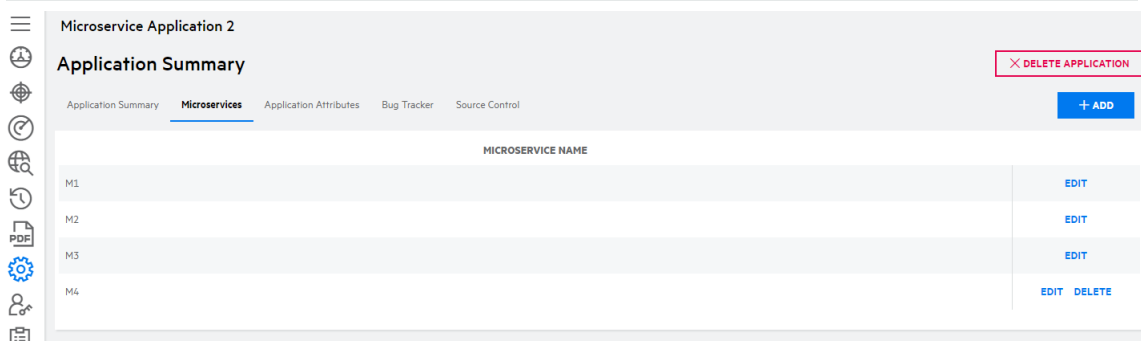 Microservice Application 2
Application Summary
× DELETE APPLICATION
Application Summary Microservices Application Attributes Bug Tracker Source Control
+ ADD
MICROSERVICE NAME
M1 EDIT
M2 EDIT
PDF
M3 EDIT
M4 EDIT DELETE